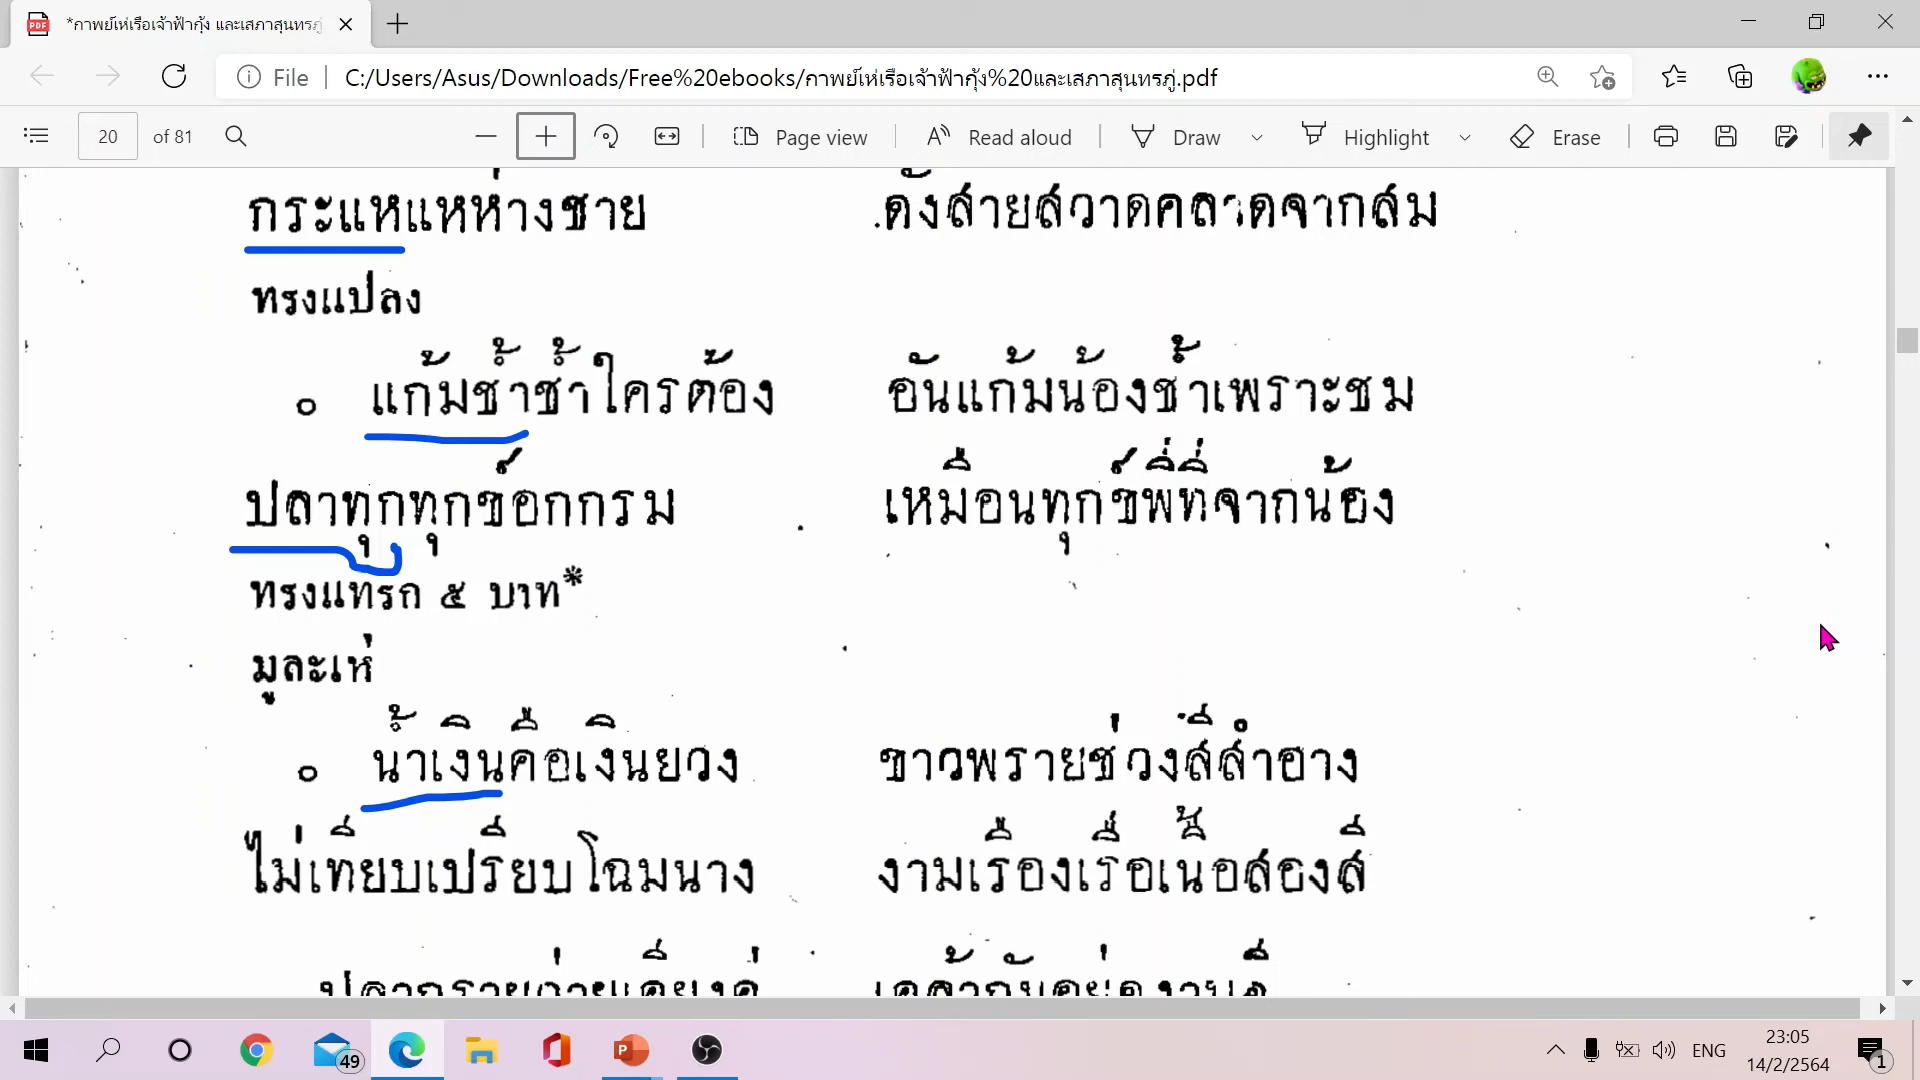 *กาพย์เห่เรือเจ้าฟ้ากุ้ง และเสภาสุนทรภู่
File C:/Users/Asus/Downloads/Free%20ebooks/กาพย์เห่เรือเจ้าฟ้ากุ้ง%20และเสภาสุนทรภู่.pdf
20 of 81 Page view Read aloud Draw Highlight Erase
กระแหแหห่างชาย ดังสายสวาดคลาดจากสม
ทรงแปลง
๐ แก้มช้ำช้ำใครต้อง อันแก้มน้องช้ำเพราะชม
ปลาทุกทุกข์อกกรม เหมือนทุกข์พี่ที่จากน้อง
ทรงแทรก ๕ บาท*
มูละเห่
๐ น้ำเงินคือเงินยวง ขาวพรายช่วงสีสำอาง
ไม่เทียบเปรียบโฉมนาง งามเรืองเรื่อเนื้อสองสี
49
ENG
23:05
14/2/2564
1